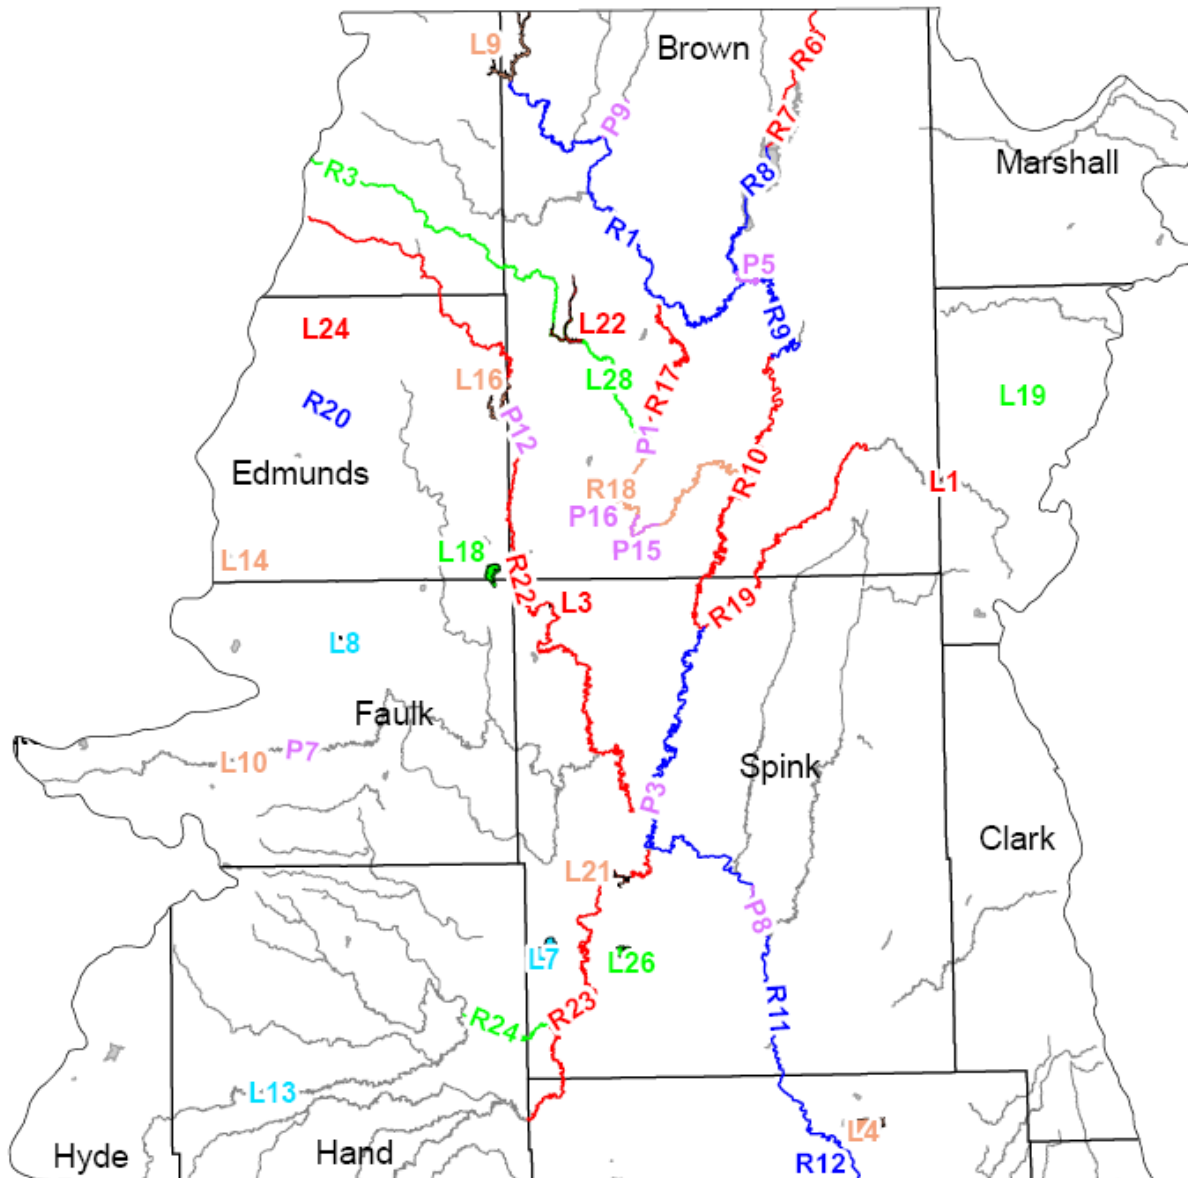 L9
Brown
R6
P9
R7
Marshall
R3
R8
R1
P5
R9
L24
L22
L16
L28
R17
L19
R20
P12
P1
Edmunds
R10
L1
R18
P16
P15
L18
L14
R22
L3
R19
L8
Faulk
P7
L10
Spink
P3
Clark
L21
P8
L7
L26
R24
R23
R11
L13
L4
Hyde
Hand
R12